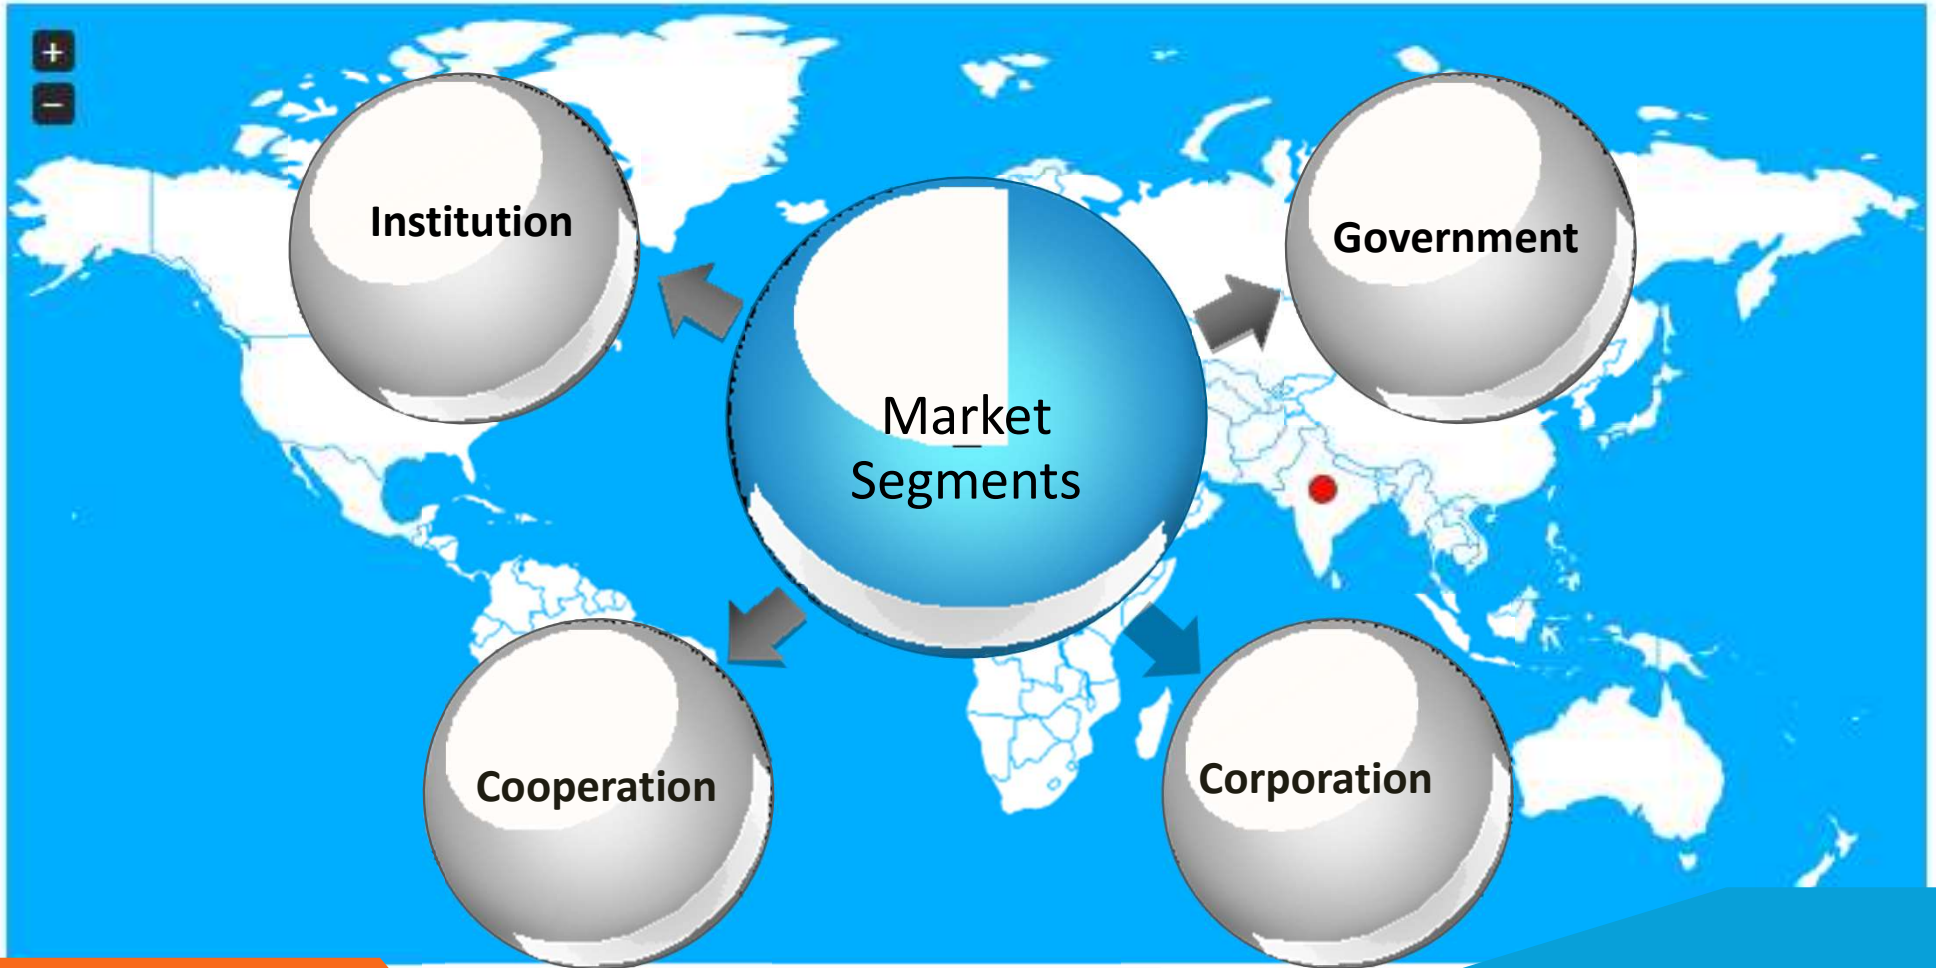 +
−
Institution
Government
Market
Segments
Cooperation
Corporation